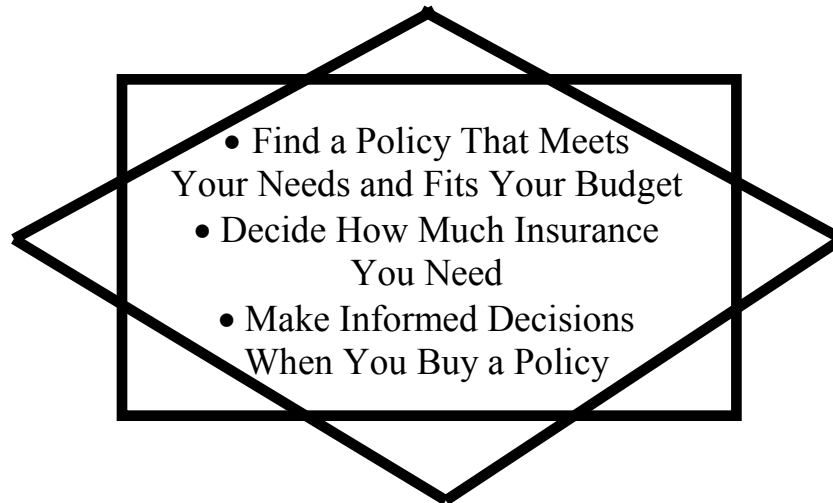 • Find a Policy That Meets
Your Needs and Fits Your Budget
• Decide How Much Insurance
You Need
• Make Informed Decisions
When You Buy a Policy